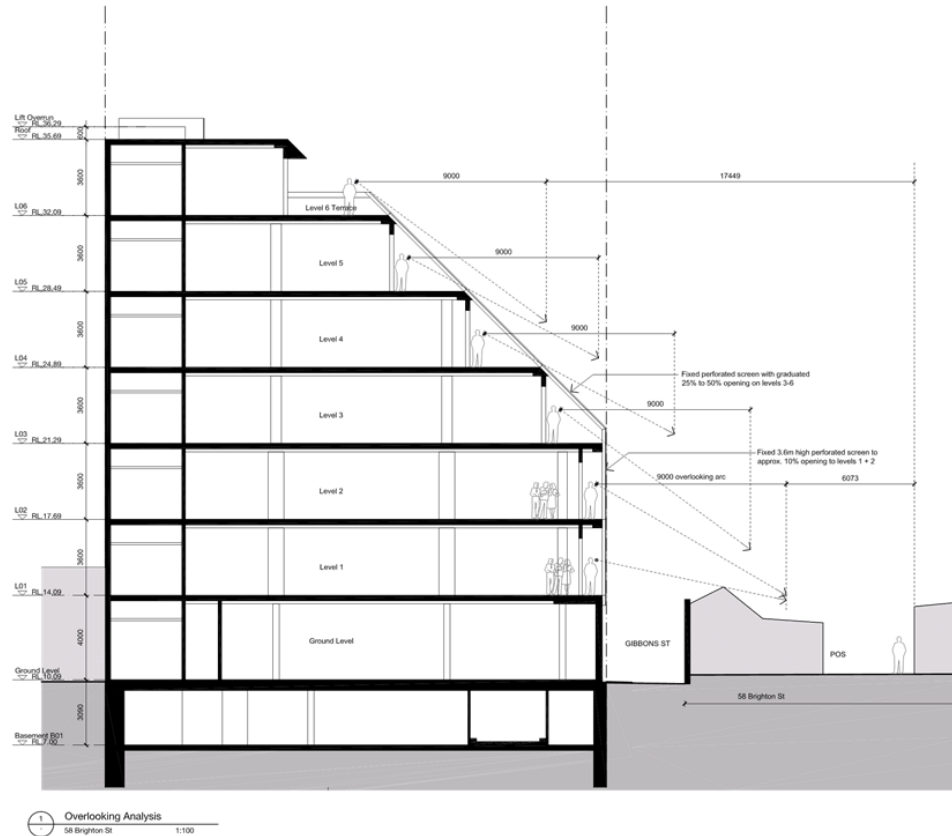 Lift Overrun
RL 36.29
Roof
RL 35.69
600
3600
9000
17449
Level 6 Terrace
L06
RL 32.09
3600
Level 5
9000
L05
RL 28.49
3600
Level 4
9000
L04
RL 24.89
Fixed perforated screen with graduated
25% to 50% opening on levels 3-6
3600
Level 3
9000
L03
RL 21.29
Fixed 3.6m high perforated screen to
approx. 10% opening to levels 1 + 2
3600
Level 2
9000 overlooking arc
6073
L02
RL 17.69
3600
Level 1
L01
RL 14.09
4000
Ground Level
GIBBONS ST
POS
Ground Level
RL 10.09
58 Brighton St
3090
Basement B01
RL 7.00
1
-
Overlooking Analysis
58 Brighton St 1:100